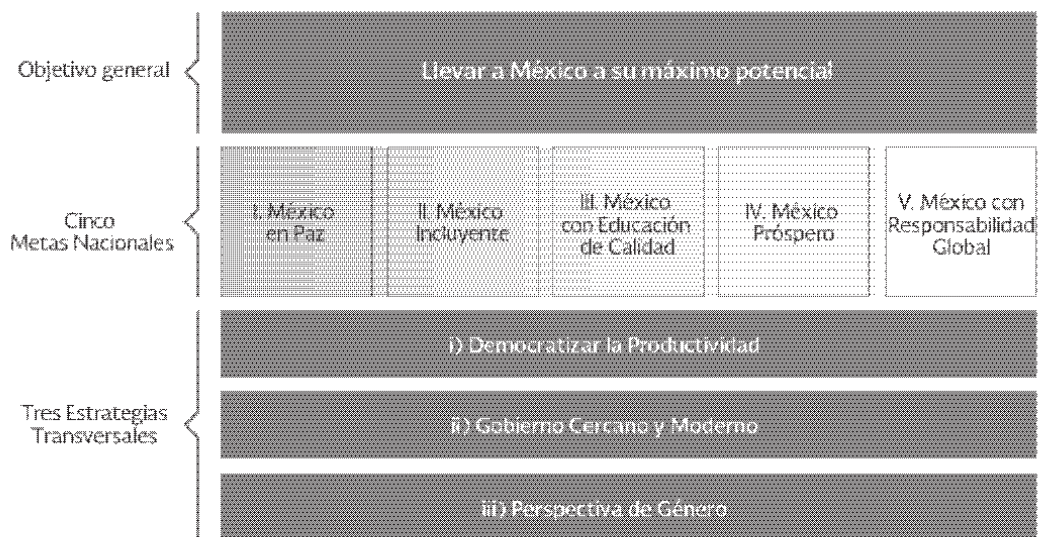 Objetivo general
Llevar a México a su máximo potencial
Cinco
Metas Nacionales
I. México
en Paz
II. México
Incluyente
III. México
con Educación
de Calidad
IV. México
Próspero
V. México con
Responsabilidad
Global
Tres Estrategias
Transversales
i) Democratizar la Productividad
ii) Gobierno Cercano y Moderno
iii) Perspectiva de Género